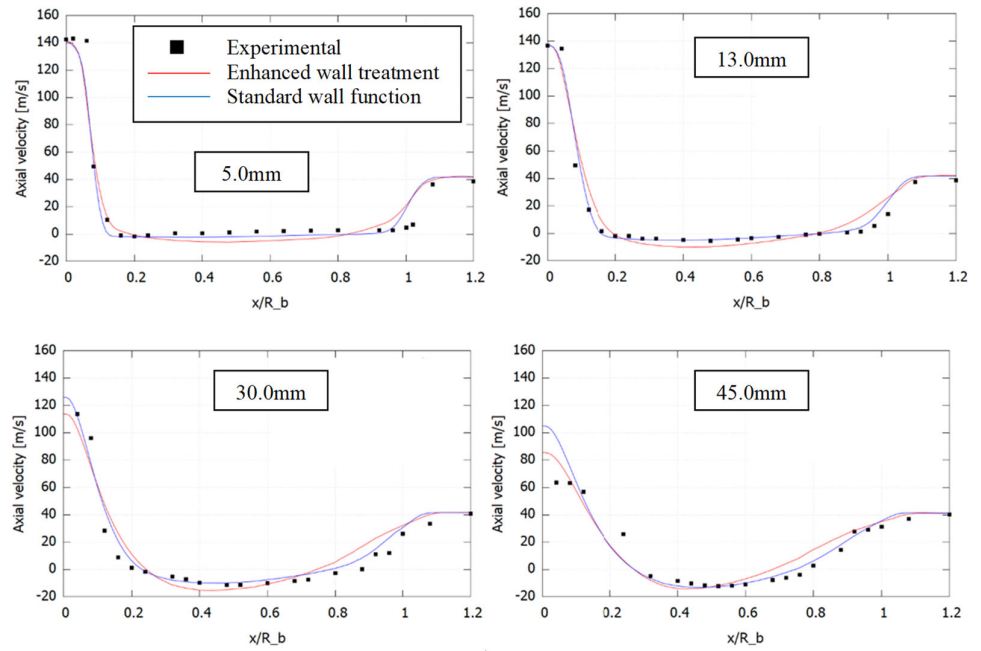 160
140
120
100
80
60
40
20
0
-20
Axial velocity [m/s]
Experimental
Enhanced wall treatment
Standard wall function
5.0mm
0 0.2 0.4 0.6 0.8 1 1.2
x/R_b
160
140
120
100
80
60
40
20
0
-20
Axial velocity [m/s]
13.0mm
0 0.2 0.4 0.6 0.8 1 1.2
x/R_b
160
140
120
100
80
60
40
20
0
-20
Axial velocity [m/s]
30.0mm
0 0.2 0.4 0.6 0.8 1 1.2
x/R_b
160
140
120
100
80
60
40
20
0
-20
Axial velocity [m/s]
45.0mm
0 0.2 0.4 0.6 0.8 1 1.2
x/R_b